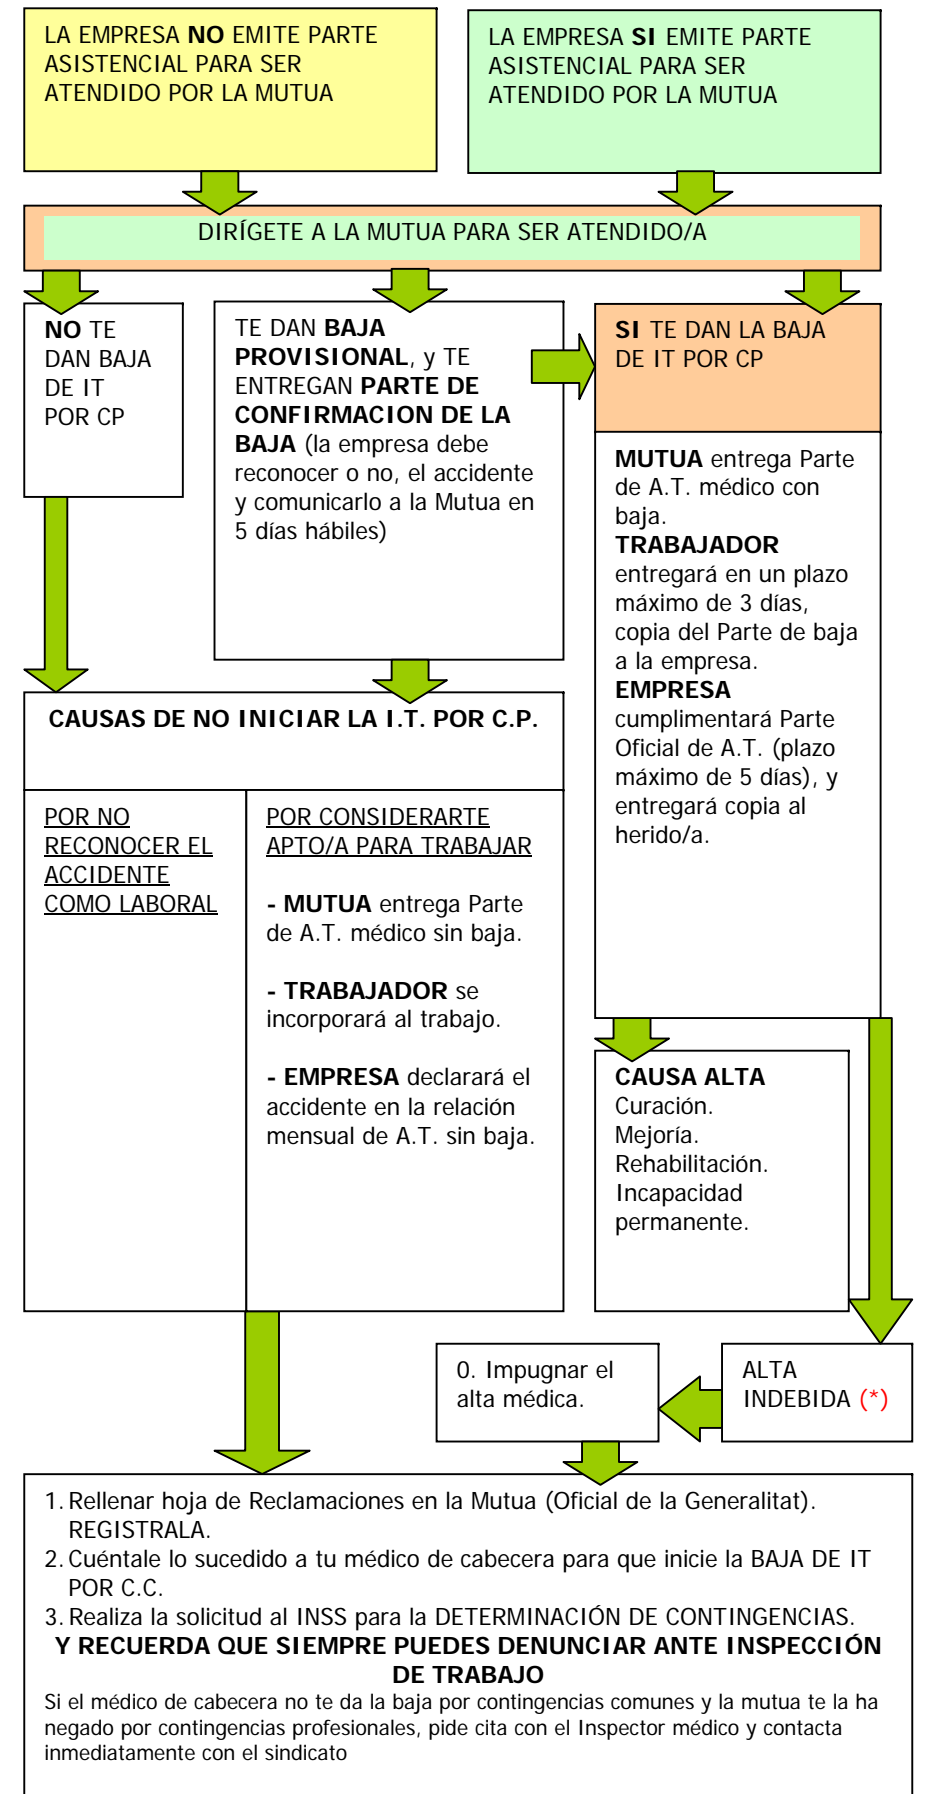 LA EMPRESA NO EMITE PARTE
ASISTENCIAL PARA SER
ATENDIDO POR LA MUTUA
LA EMPRESA SI EMITE PARTE
ASISTENCIAL PARA SER
ATENDIDO POR LA MUTUA
DIRÍGETE A LA MUTUA PARA SER ATENDIDO/A
NO TE
DAN BAJA
DE IT
POR CP
TE DAN BAJA
PROVISIONAL, y TE
ENTREGAN PARTE DE
CONFIRMACION DE LA
BAJA (la empresa debe
reconocer o no, el accidente
y comunicarlo a la Mutua en
5 días hábiles)
SI TE DAN LA BAJA
DE IT POR CP
MUTUA entrega Parte
de A.T. médico con
baja.
TRABAJADOR
entregará en un plazo
máximo de 3 días,
copia del Parte de baja
a la empresa.
EMPRESA
cumplimentará Parte
Oficial de A.T. (plazo
máximo de 5 días), y
entregará copia al
herido/a.
CAUSAS DE NO INICIAR LA I.T. POR C.P.
POR NO
RECONOCER EL
ACCIDENTE
COMO LABORAL
POR CONSIDERARTE
APTO/A PARA TRABAJAR
- MUTUA entrega Parte
de A.T. médico sin baja.
- TRABAJADOR se
incorporará al trabajo.
- EMPRESA declarará el
accidente en la relación
mensual de A.T. sin baja.
CAUSA ALTA
Curación.
Mejoría.
Rehabilitación.
Incapacidad
permanente.
0. Impugnar el
alta médica.
ALTA
INDEBIDA (*)
1. Rellenar hoja de Reclamaciones en la Mutua (Oficial de la Generalitat).
REGISTRALA.
2. Cuéntale lo sucedido a tu médico de cabecera para que inicie la BAJA DE IT
POR C.C.
3. Realiza la solicitud al INSS para la DETERMINACIÓN DE CONTINGENCIAS.
Y RECUERDA QUE SIEMPRE PUEDES DENUNCIAR ANTE INSPECCIÓN
DE TRABAJO
Si el médico de cabecera no te da la baja por contingencias comunes y la mutua te la ha
negado por contingencias profesionales, pide cita con el Inspector médico y contacta
inmediatamente con el sindicato